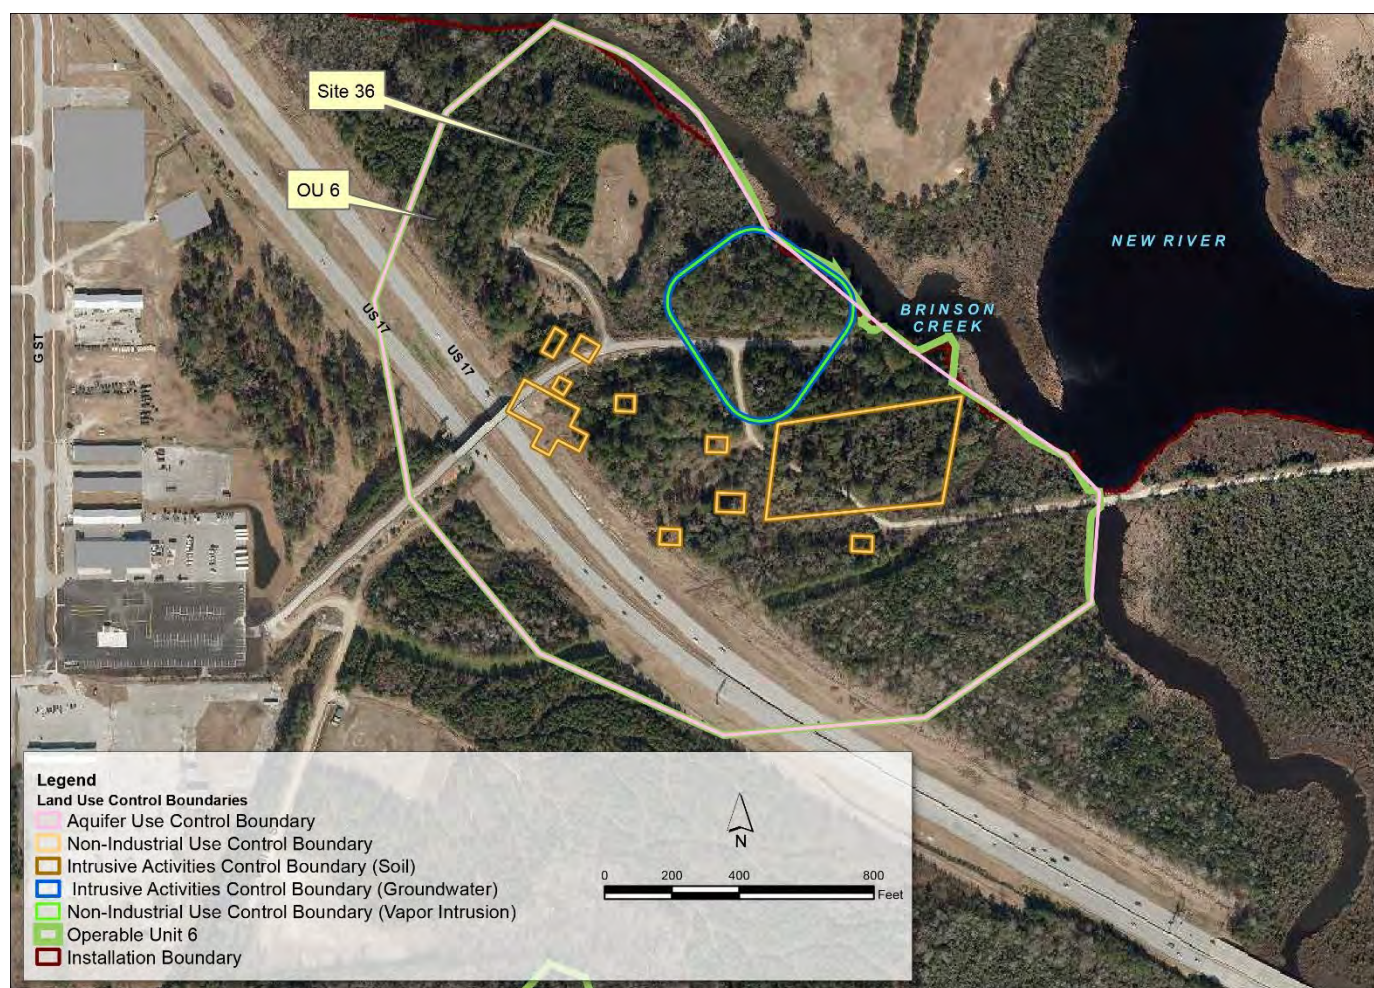 Site 36
OU 6
NEW RIVER
BRINSON
CREEK
US 17
US 17
G ST
Legend
Land Use Control Boundaries
Aquifer Use Control Boundary
Non-Industrial Use Control Boundary
Intrusive Activities Control Boundary (Soil)
Intrusive Activities Control Boundary (Groundwater)
Non-Industrial Use Control Boundary (Vapor Intrusion)
Operable Unit 6
Installation Boundary
N
0 200 400 800
Feet